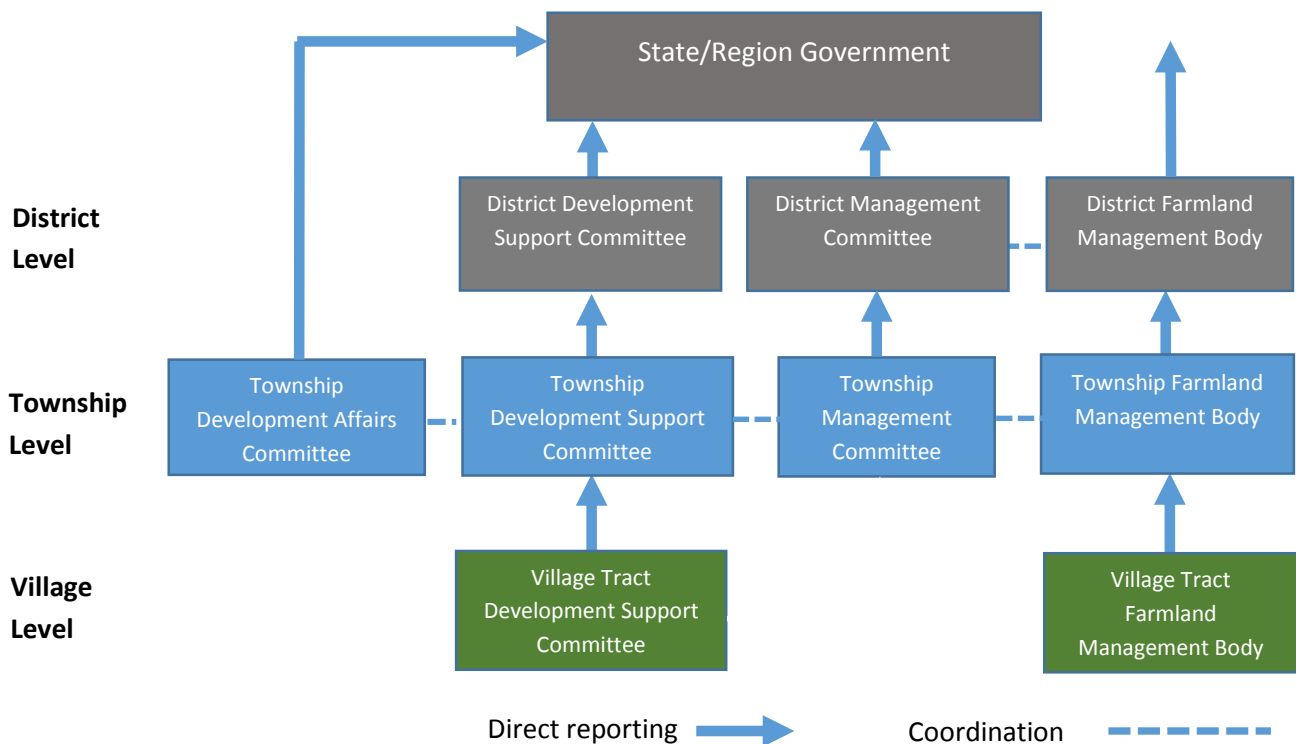 State/Region Government
District
Level
District Development
Support Committee
District Management
Committee
District Farmland
Management Body
Township
Level
Township
Development Affairs
Committee
Township
Development Support
Committee
Township
Management
Committee
Township Farmland
Management Body
Village
Level
Village Tract
Development Support
Committee
Village Tract
Farmland
Management Body
Direct reporting
Coordination